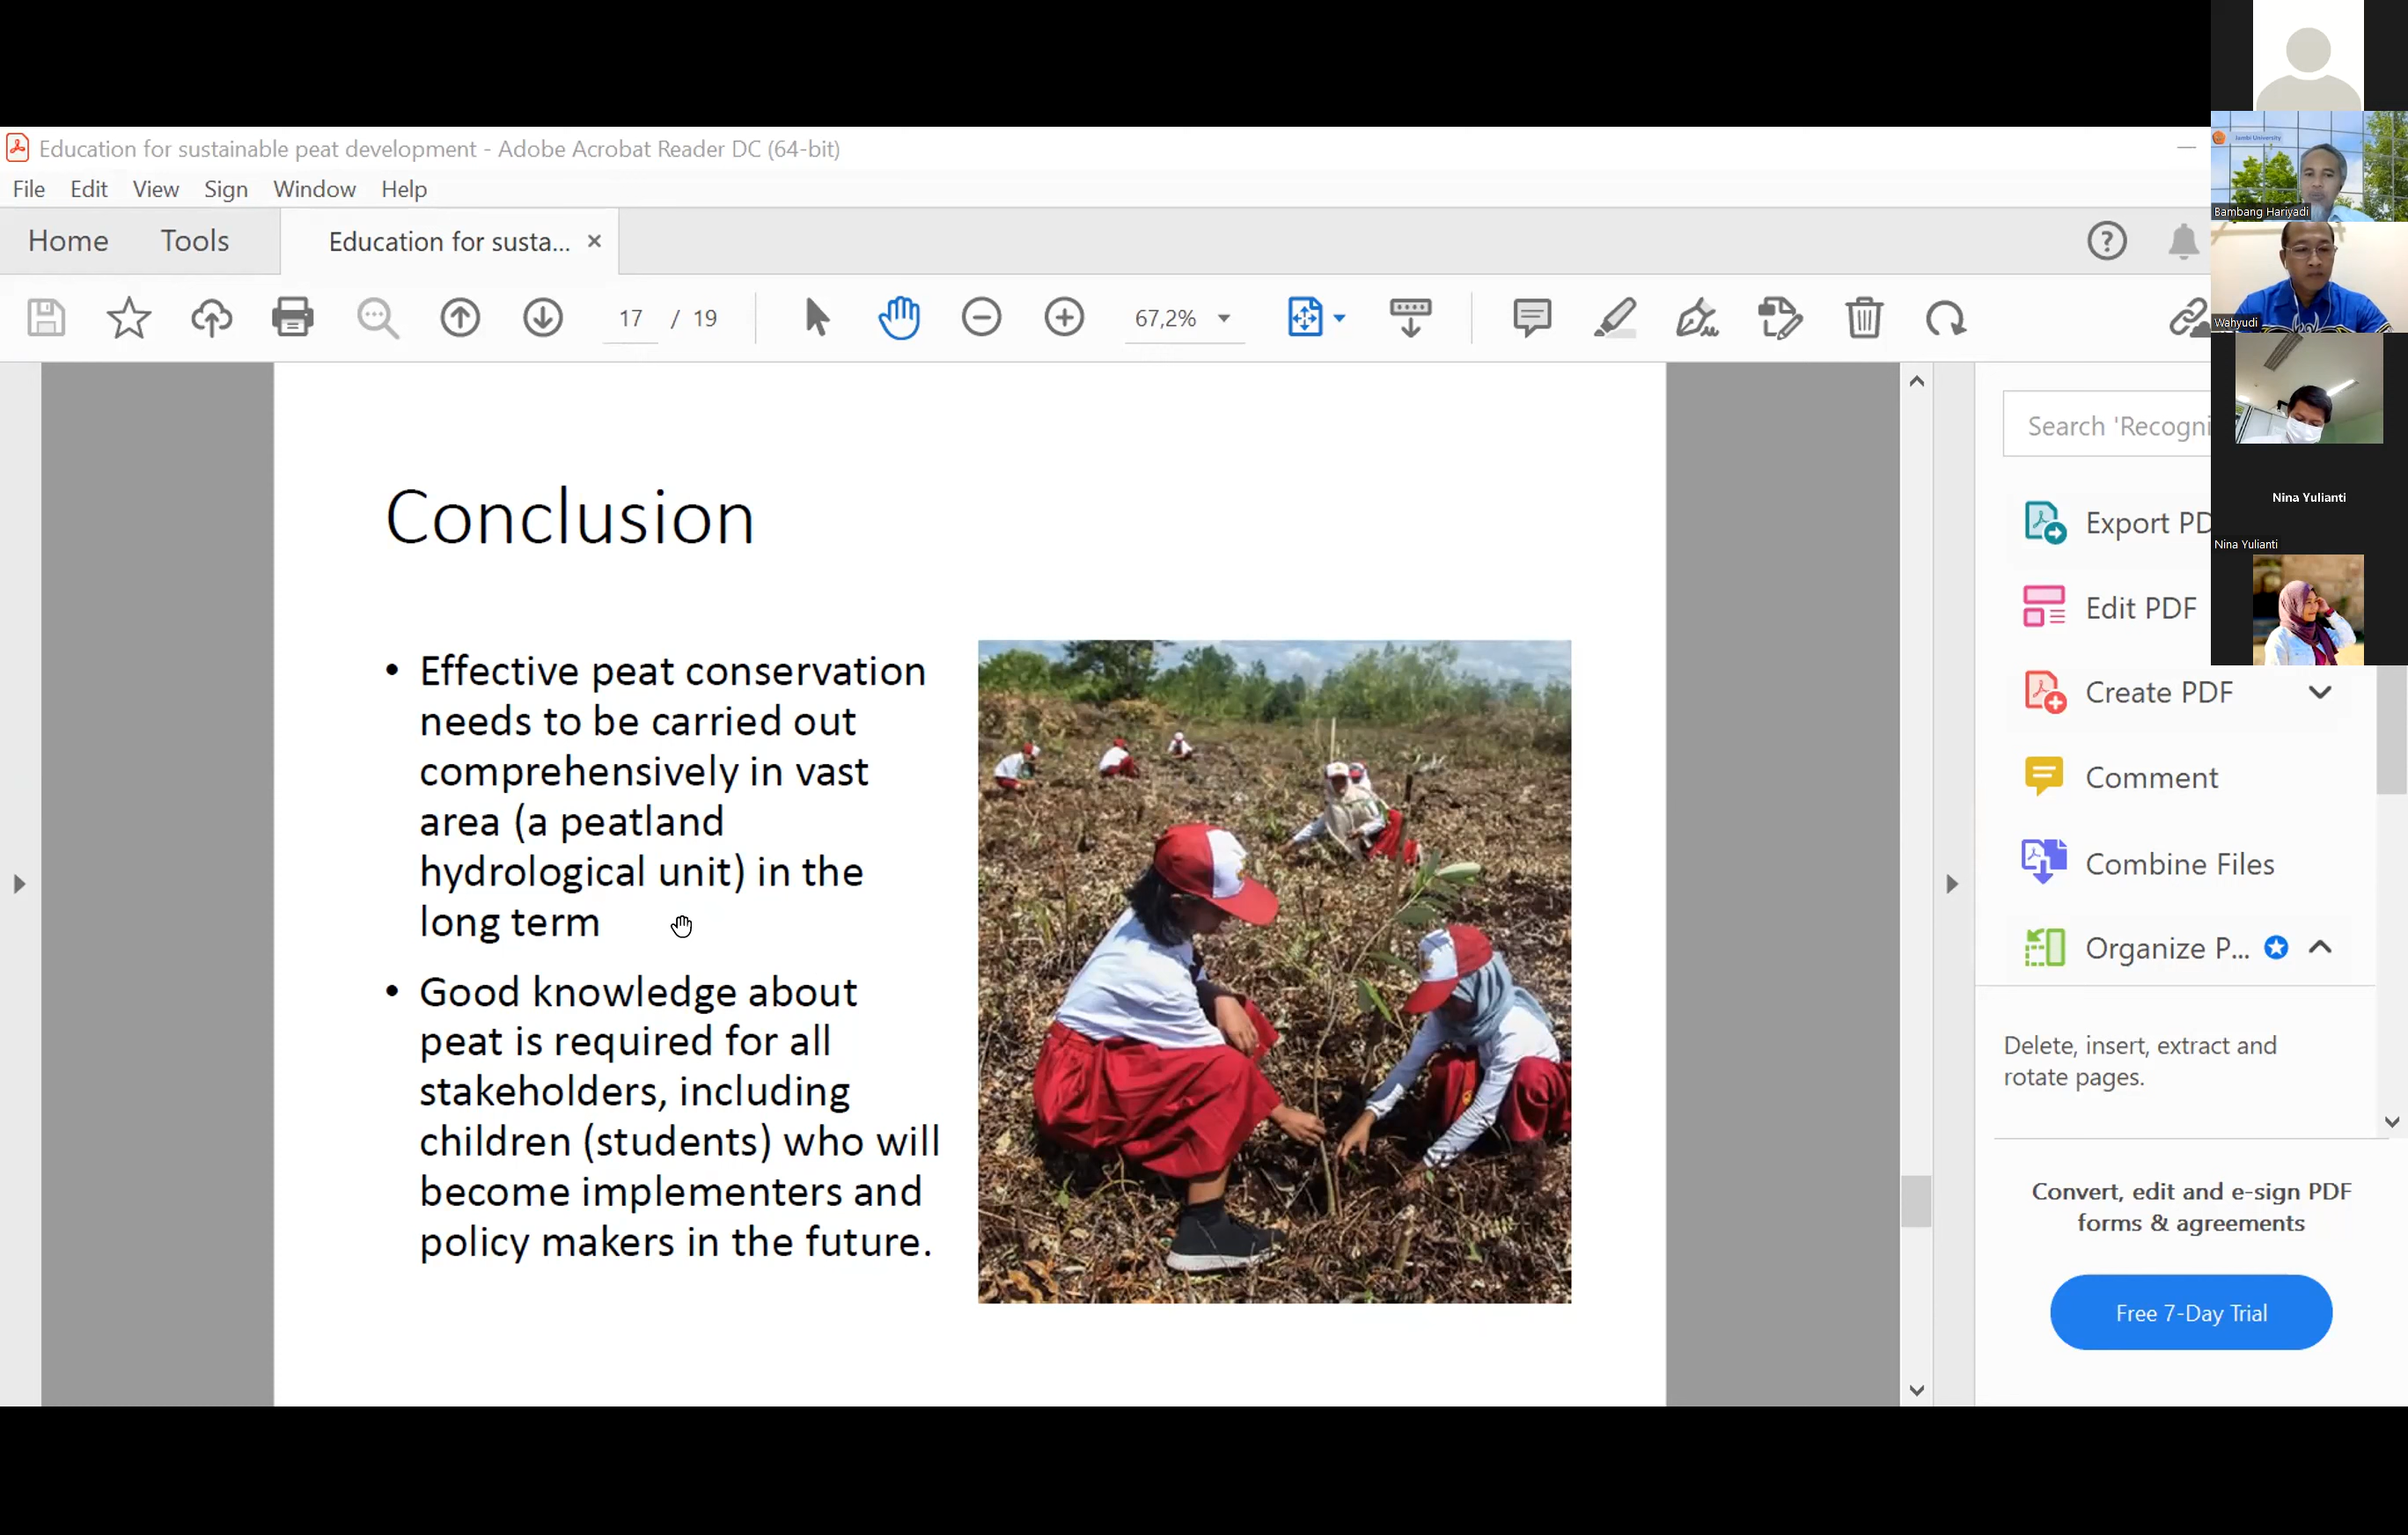 Education for sustainable peat development - Adobe Acrobat Reader DC (64-bit)
File Edit View Sign Window Help
Home Tools Education for susta... ×
17 / 19 67,2%
Conclusion
• Effective peat conservation
needs to be carried out
comprehensively in vast
area (a peatland
hydrological unit) in the
long term
• Good knowledge about
peat is required for all
stakeholders, including
children (students) who will
become implementers and
policy makers in the future.
Search 'Recogni
Export PD
Edit PDF
Create PDF
Comment
Combine Files
Organize P...
Delete, insert, extract and
rotate pages.
Convert, edit and e-sign PDF
forms & agreements
Free 7-Day Trial
Jambi University
Bambang Hariyadi
Wahyudi
Nina Yulianti
Nina Yulianti